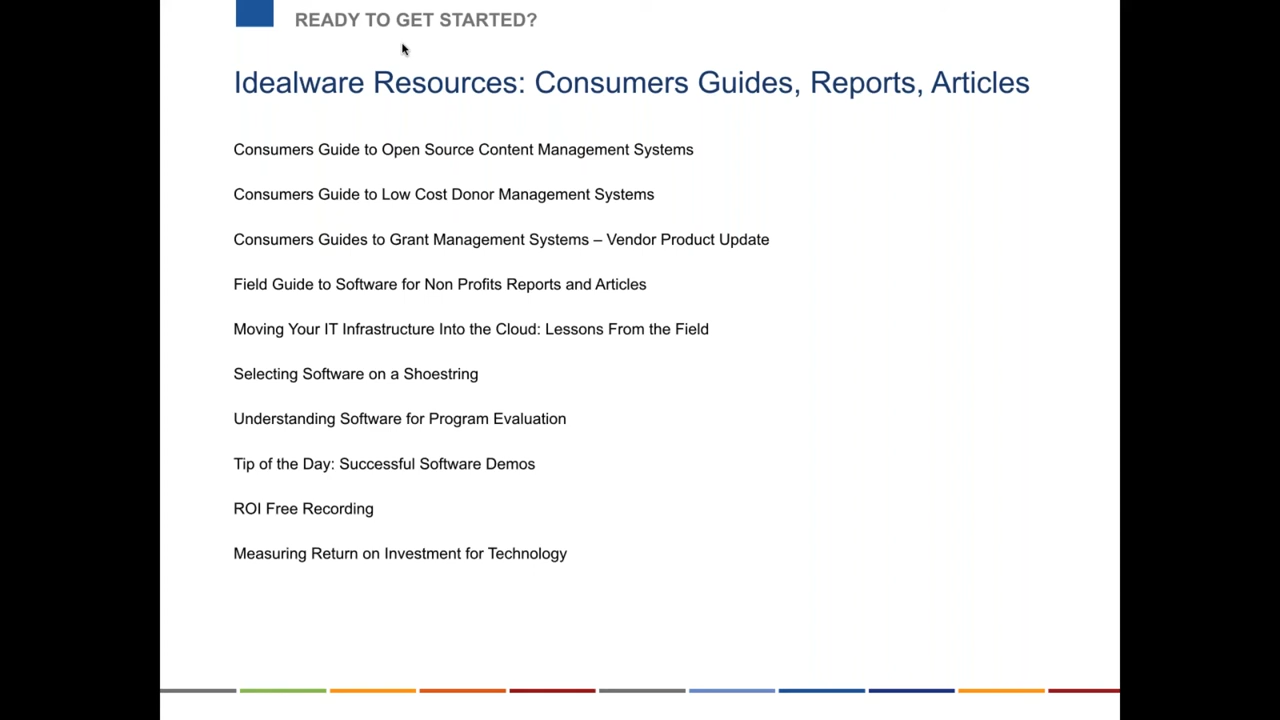 READY TO GET STARTED?
Idealware Resources: Consumers Guides, Reports, Articles
Consumers Guide to Open Source Content Management Systems
Consumers Guide to Low Cost Donor Management Systems
Consumers Guides to Grant Management Systems – Vendor Product Update
Field Guide to Software for Non Profits Reports and Articles
Moving Your IT Infrastructure Into the Cloud: Lessons From the Field
Selecting Software on a Shoestring
Understanding Software for Program Evaluation
Tip of the Day: Successful Software Demos
ROI Free Recording
Measuring Return on Investment for Technology